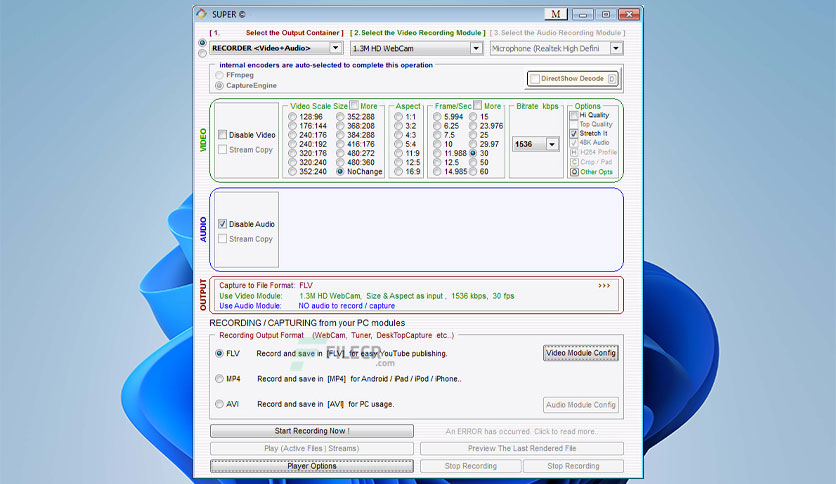 SUPER ©
M
[ 1. Select the Output Container ] [ 2.Select the Video Recording Module ] [ 3.Select the Audio Recording Module ]
RECORDER <Video+Audio> 1.3M HD WebCam Microphone (Realtek High Defini
internal encoders are auto-selected to complete this operation
FFmpeg
CaptureEngine
DirectShow Decode D
VIDEO
Disable Video
Stream Copy
Video Scale Size More
128:96 352:288
176:144 368:208
240:176 384:288
240:192 416:176
320:176 480:272
320:240 480:360
352:240 NoChange
Aspect
1:1
3:2
4:3
5:4
11:9
12:5
16:9
Frame/Sec More
5.994 15
6.25 23.976
7.5 25
10 29.97
11.988 30
12.5 50
14.985 60
Bitrate kbps
1536
Options
Hi Quality
Top Quality
Stretch It
48K Audio
H H264 Profile
C Crop / Pad
O Other Opts
AUDIO
Disable Audio
Stream Copy
OUTPUT
Capture to File Format: FLV >>>
Use Video Module: 1.3M HD WebCam, Size & Aspect as input , 1536 kbps, 30 fps
Use Audio Module: NO audio to record / capture
RECORDING / CAPTURING from your PC modules
Recording Output Format (WebCam, Tuner, DeskTopCapture etc..)
FLV Record and save in [FLV] for easy YouTube publishing.
Video Module Config
FILECR
.com
MP4 Record and save in [MP4] for Android / iPad / iPod / iPhone..
AVI Record and save in [AVI] for PC usage.
Audio Module Config
Start Recording Now ! An ERROR has occurred. Click to read more..
Play (Active Files | Streams) Preview The Last Rendered File
Player Options Stop Recording Stop Recording